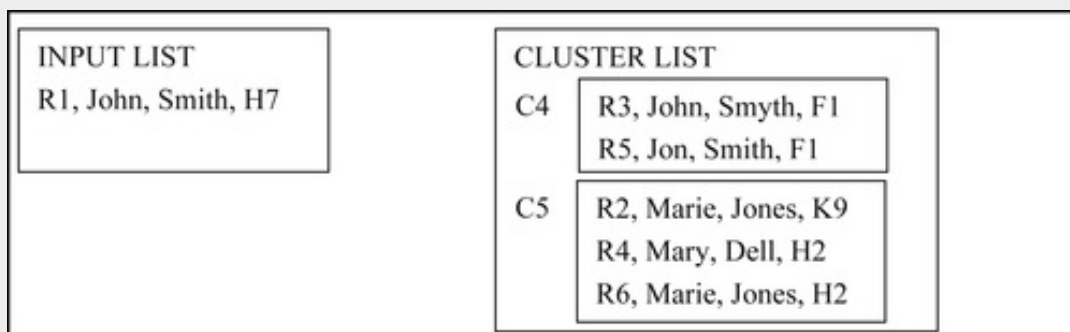 INPUT LIST
R1, John, Smith, H7
CLUSTER LIST
C4
R3, John, Smyth, F1
R5, Jon, Smith, F1
C5
R2, Marie, Jones, K9
R4, Mary, Dell, H2
R6, Marie, Jones, H2